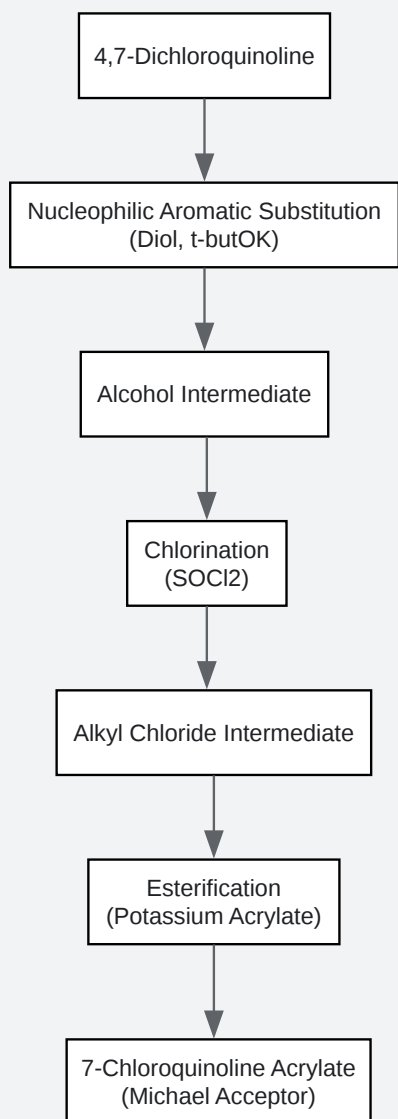 4,7-Dichloroquinoline
Nucleophilic Aromatic Substitution
(Diol, t-butOK)
Alcohol Intermediate
Chlorination
(SOCl2)
Alkyl Chloride Intermediate
Esterification
(Potassium Acrylate)
7-Chloroquinoline Acrylate
(Michael Acceptor)